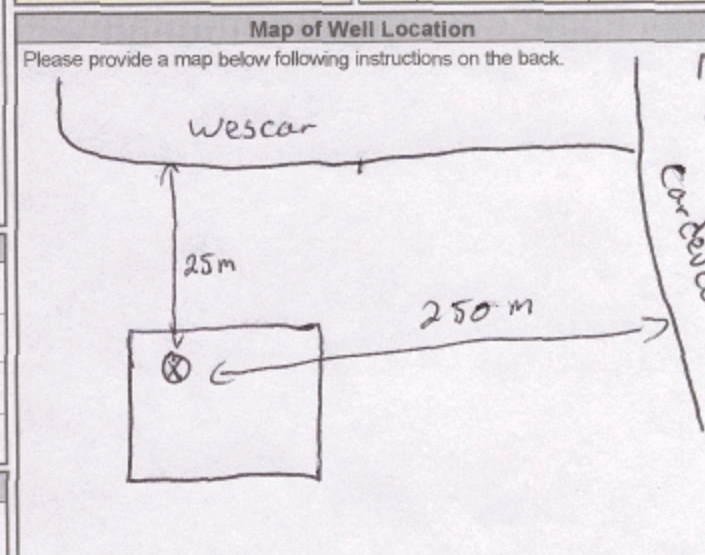 Map of Well Location
Please provide a map below following instructions on the back.
Wescar
25m
250 m